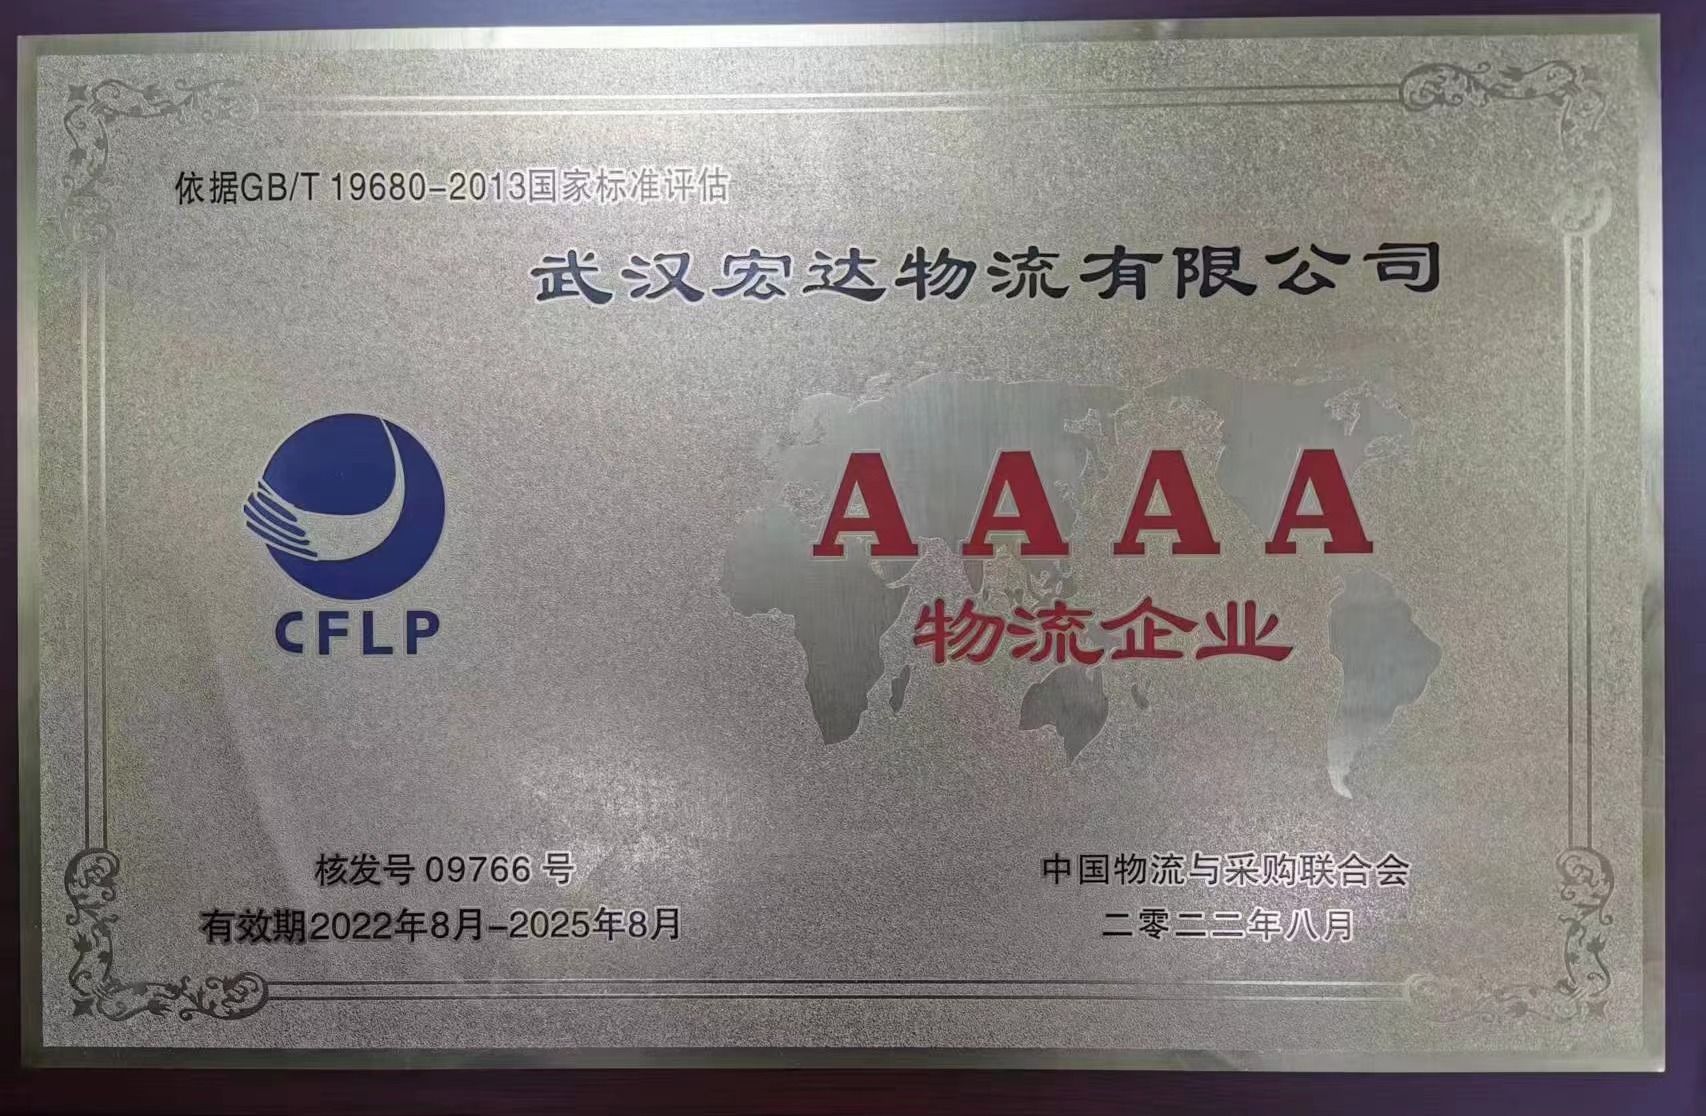 依据GB/T 19680-2013国家标准评估
武汉宏达物流有限公司
AAAA
物流企业
CFLP
核发号 09766 号
有效期2022年8月-2025年8月
中国物流与采购联合会
二零二二年八月